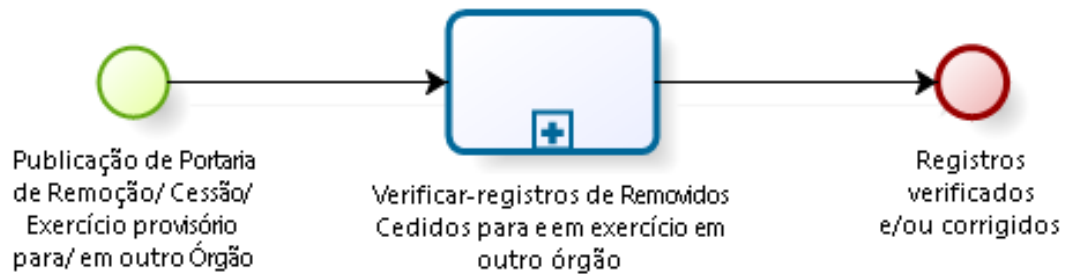 Publicação de Portaria
de Remoção/ Cessão/
Exercício provisório
para/ em outro Órgão
Verificar-registros de Removidos
Cedidos para e em exercício em
outro órgão
Registros
verificados
e/ou corrigidos